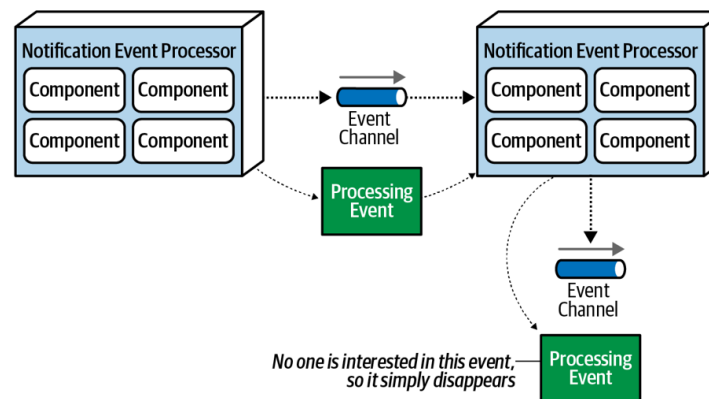 Notification Event Processor
Component Component
Component Component
Event
Channel
Processing
Event
Notification Event Processor
Component Component
Component Component
Event
Channel
No one is interested in this event,
so it simply disappears
Processing
Event